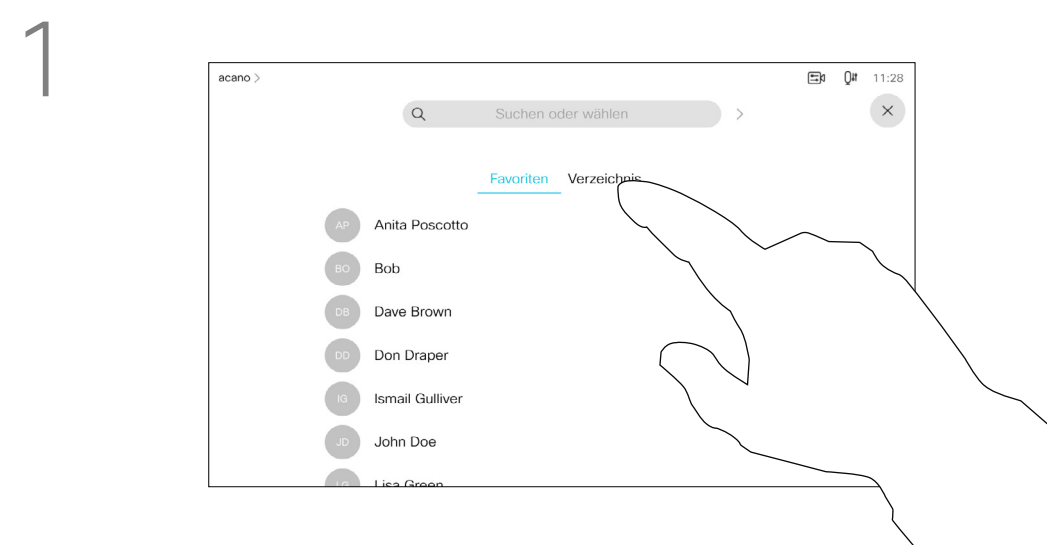 1
acano >
11:28
Suchen oder wählen
Favoriten Verzeichnis
AP Anita Poscotto
BO Bob
DB Dave Brown
DD Don Draper
IG Ismail Gulliver
JD John Doe
LG Lisa Green